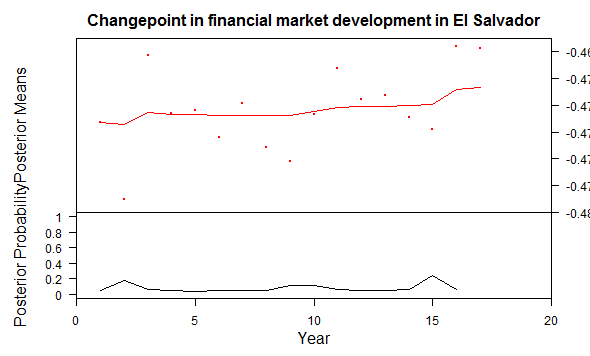 Changepoint in financial market development in El Salvador
Posterior Means
-0.46
-0.47
-0.47
-0.47
-0.47
-0.47
-0.48
Posterior Probability
1
0.8
0.6
0.4
0.2
0
0 5 10 15 20
Year